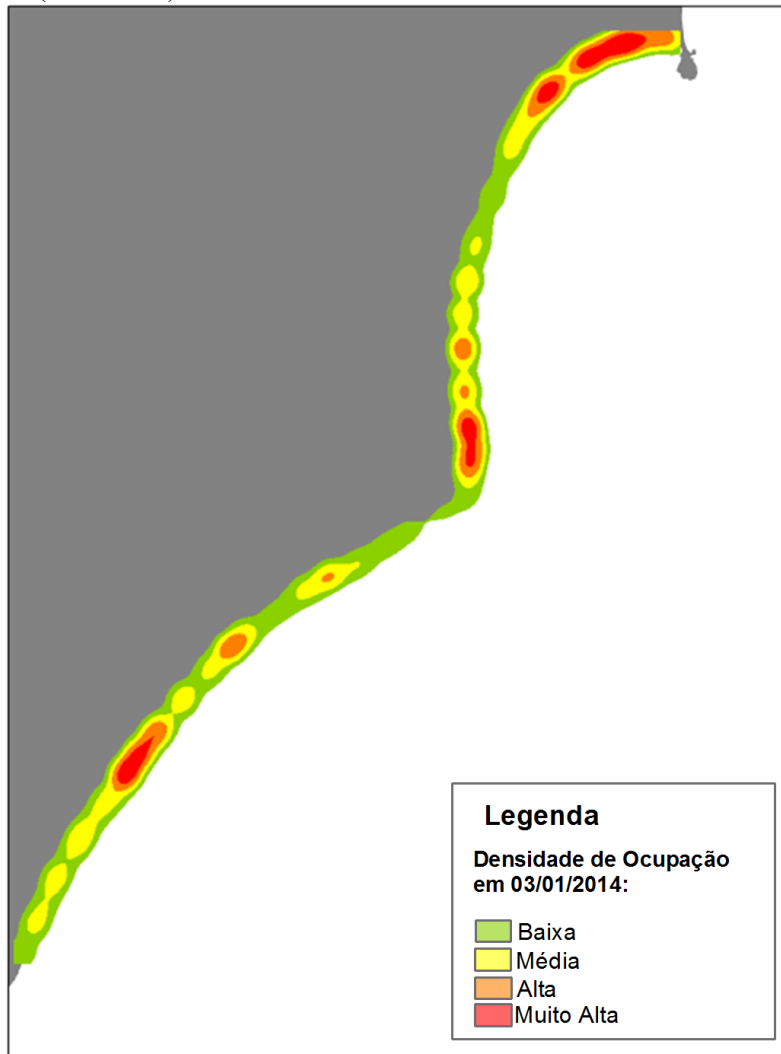 Legenda
Densidade de Ocupação
em 03/01/2014:
Baixa
Média
Alta
Muito Alta